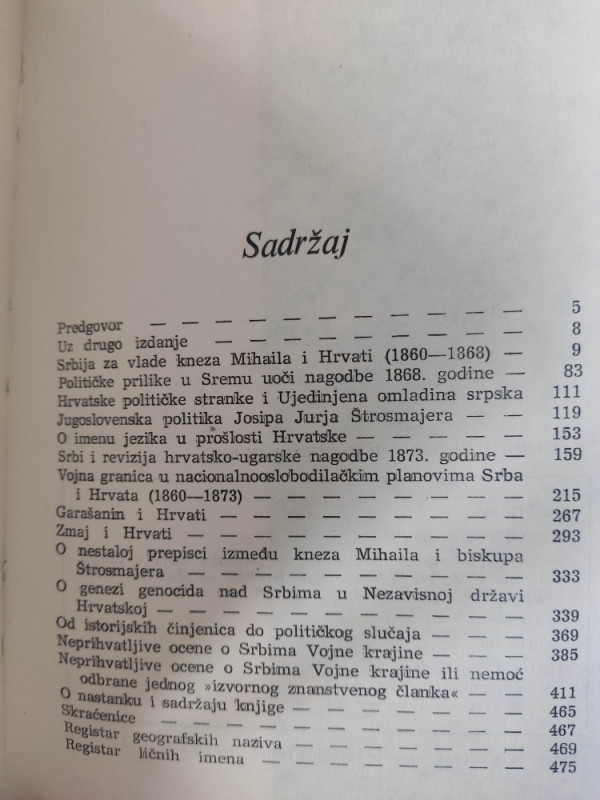 Sadržaj
Predgovor — — — — — — — — — — — 5
Uz drugo izdanje — — — — — — — — — 8
Srbija za vlade kneza Mihaila i Hrvati (1860—1868) — 9
Političke prilike u Sremu uoči nagodbe 1868. godine — 83
Hrvatske političke stranke i Ujedinjena omladina srpska 111
Jugoslovenska politika Josipa Jurja Štrosmajera — — 119
O imenu jezika u prošlosti Hrvatske — — — — — 153
Srbi i revizija hrvatsko-ugarske nagodbe 1873. godine — 159
Vojna granica u nacionalnooslobodilačkim planovima Srba
i Hrvata (1860—1873) — — — — — — — — 215
Garašanin i Hrvati — — — — — — — — — 267
Zmaj i Hrvati — — — — — — — — — — 293
O nestaloj prepisci između kneza Mihaila i biskupa
Štrosmajera — — — — — — — — — — 333
O genezi genocida nad Srbima u Nezavisnoj državi
Hrvatskoj — — — — — — — — — — — 339
Od istorijskih činjenica do političkog slučaja — — — 369
Neprihvatljive ocene o Srbima Vojne krajine — — — 385
Neprihvatljive ocene o Srbima Vojne krajine ili nemoć
odbrane jednog »izvornog znanstvenog članka« — — 411
O nastanku i sadržaju knjige — — — — — — — 465
Skraćenice — — — — — — — — — — — 467
Registar geografskih naziva — — — — — — — 469
Registar ličnih imena — — — — — — — — 475